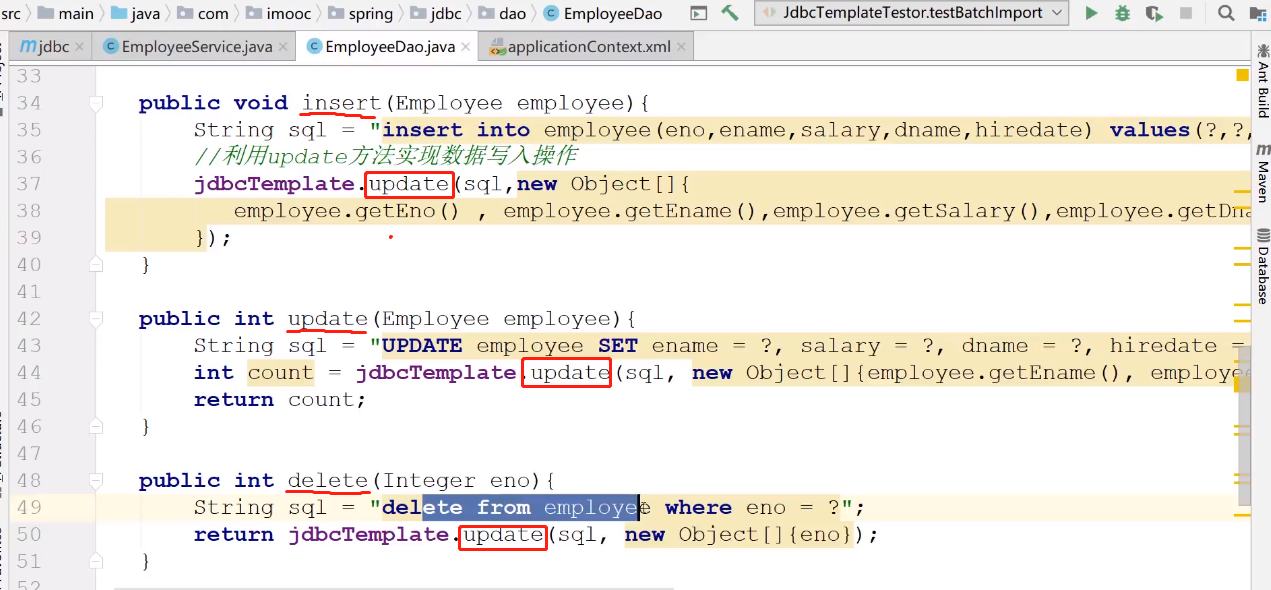 src main java com imooc spring jdbc dao EmployeeDao JdbcTemplateTestor.testBatchImport
jdbc EmployeeService.java EmployeeDao.java applicationContext.xml
33
34 public void insert(Employee employee){
35 String sql = "insert into employee(eno,ename,salary,dname,hiredate) values(?,?,
36 //利用update方法实现数据写入操作
37 jdbcTemplate.update(sql,new Object[]{
38 employee.getEno() , employee.getEname(),employee.getSalary(),employee.getDna
39 });
40 }
41
42 public int update(Employee employee){
43 String sql = "UPDATE employee SET ename = ?, salary = ?, dname = ?, hiredate =
44 int count = jdbcTemplate.update(sql, new Object[]{employee.getEname(), employe
45 return count;
46 }
47
48 public int delete(Integer eno){
49 String sql = "delete from employee where eno = ?";
50 return jdbcTemplate.update(sql, new Object[]{eno});
51 }
52
Ant Build
Maven
Database